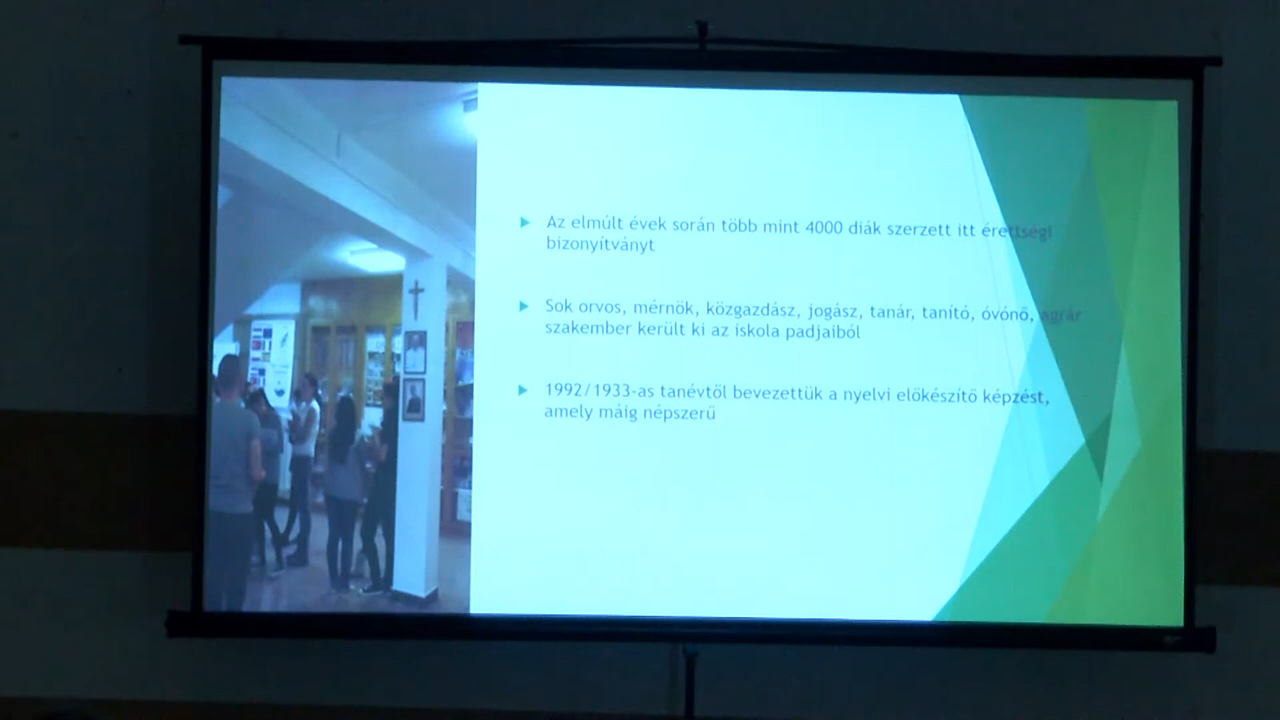 Az elmúlt évek során több mint 4000 diák szerzett itt érettségi
bizonyítványt
Sok orvos, mérnök, közgazdász, jogász, tanár, tanító, óvónő, agrár
szakember került ki az iskola padjaiból
1992/1933-as tanévtől bevezettük a nyelvi előkészítő képzést,
amely máig népszerű